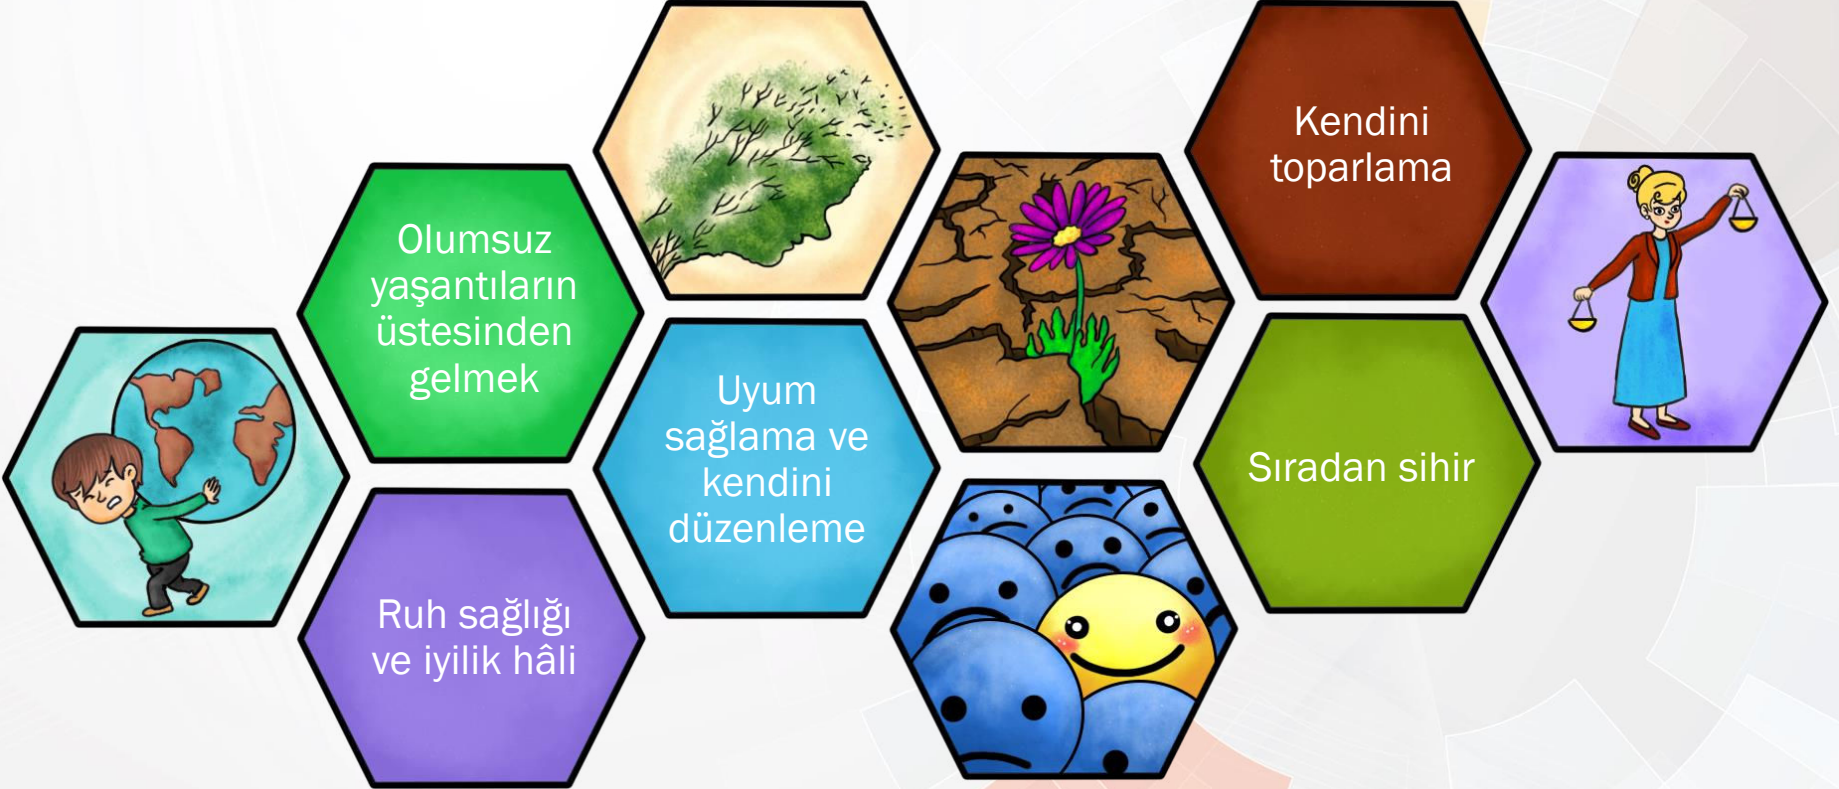 Olumsuz
yaşantıların
üstesinden
gelmek
Ruh sağlığı
ve iyilik hâli
Uyum
sağlama ve
kendini
düzenleme
Kendini
toparlama
Sıradan sihir